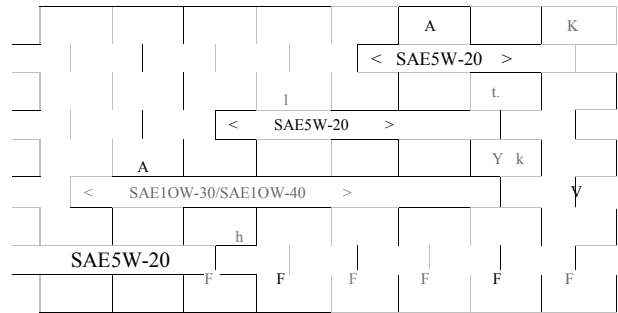 A K
< SAE5W-20 >
l t.
< SAE5W-20 >
Y k
A
< SAE1OW-30/SAE1OW-40 >
V
h
SAE5W-20
F F F F F F